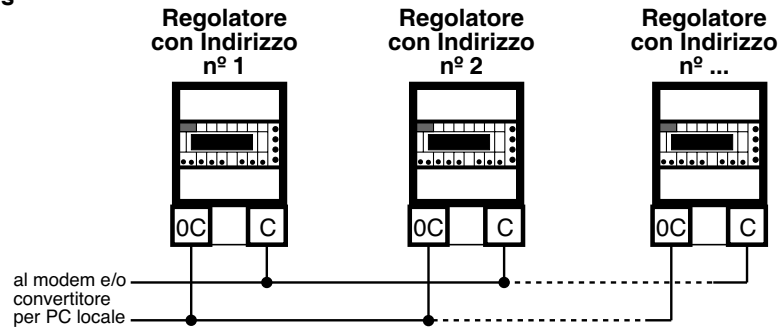 s
Regolatore
con Indirizzo
nº 1
Regolatore
con Indirizzo
nº 2
Regolatore
con Indirizzo
nº ...
0C C
0C C
0C C
al modem e/o
convertitore
per PC locale